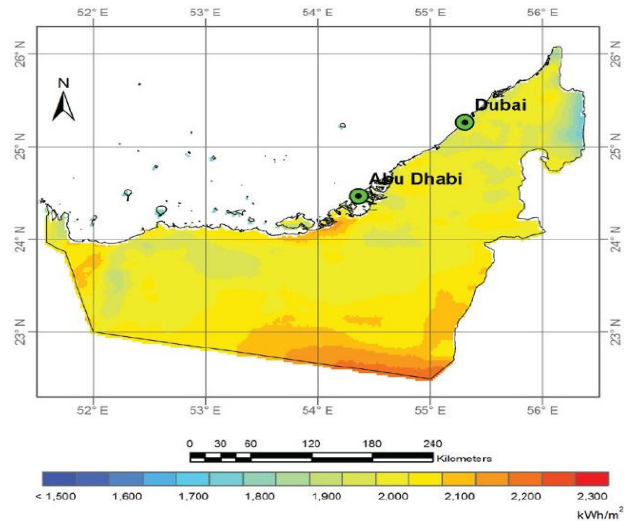 52° E 53° E 54° E 55° E 56° E
26° N 26° N
N
Dubai
25° N 25° N
Abu Dhabi
24° N 24° N
23° N 23° N
52° E 53° E 54° E 55° E 56° E
0 30 60 120 180 240
Kilometers
< 1,500 1,600 1,700 1,800 1,900 2,000 2,100 2,200 2,300
kWh/m²